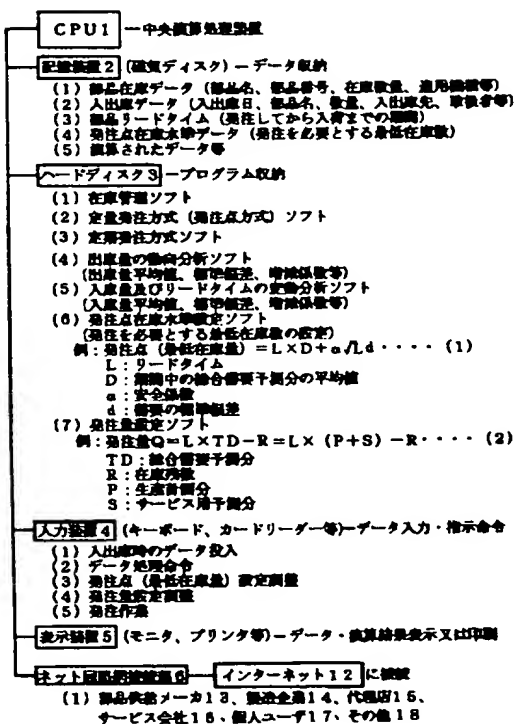 CPU1 ー中央演算処理装置
記憶装置2 (磁気ディスク) ーデータ収納
(1) 部品在庫データ (部品名、部品番号、在庫数量、適用機種等)
(2) 入出庫データ (入出庫日、部品名、数量、入出庫先、取扱者等)
(3) 部品リードタイム (発注してから入荷までの期間)
(4) 発注点在庫水準データ (発注を必要とする最低在庫数)
(5) 演算されたデータ等
ハードディスク3 ープログラム収納
(1) 在庫管理ソフト
(2) 定量発注方式 (発注点方式) ソフト
(3) 定期発注方式ソフト
(4) 出庫量の動向分析ソフト
(出庫量平均値、標準偏差、増減係数等)
(5) 入庫量及びリードタイムの変動分析ソフト
(入庫量平均値、標準偏差、増減係数等)
(6) 発注点在庫水準設定ソフト
(発注を必要とする最低在庫数の設定)
例:発注点 (最低在庫量) =L×D+α√Ld・・・・ (1)
L:リードタイム
D:期間中の総合需要予測分の平均値
α:安全係数
d:需要の標準偏差
(7) 発注量設定ソフト
例:発注量Q=L×TD−R=L× (P+S) −R・・・・ (2)
TD:総合需要予測分
R:在庫残数
P:生産計画分
S:サービス用予測分
入力装置4 (キーボード、カードリーダー等)ーデータ入力・指示命令
(1) 入出庫時のデータ投入
(2) データ処理命令
(3) 発注点 (最低在庫量) 設定調整
(4) 発注量設定調整
(5) 発注作業
表示装置5 (モニタ、プリンタ等) ーデータ・演算結果表示又は印刷
ネット回路網接続機6 インターネット12 に接続
(1) 部品供給メーカ13、製造企業14、代理店15、
サービス会社16、個人ユーザ17、その他18